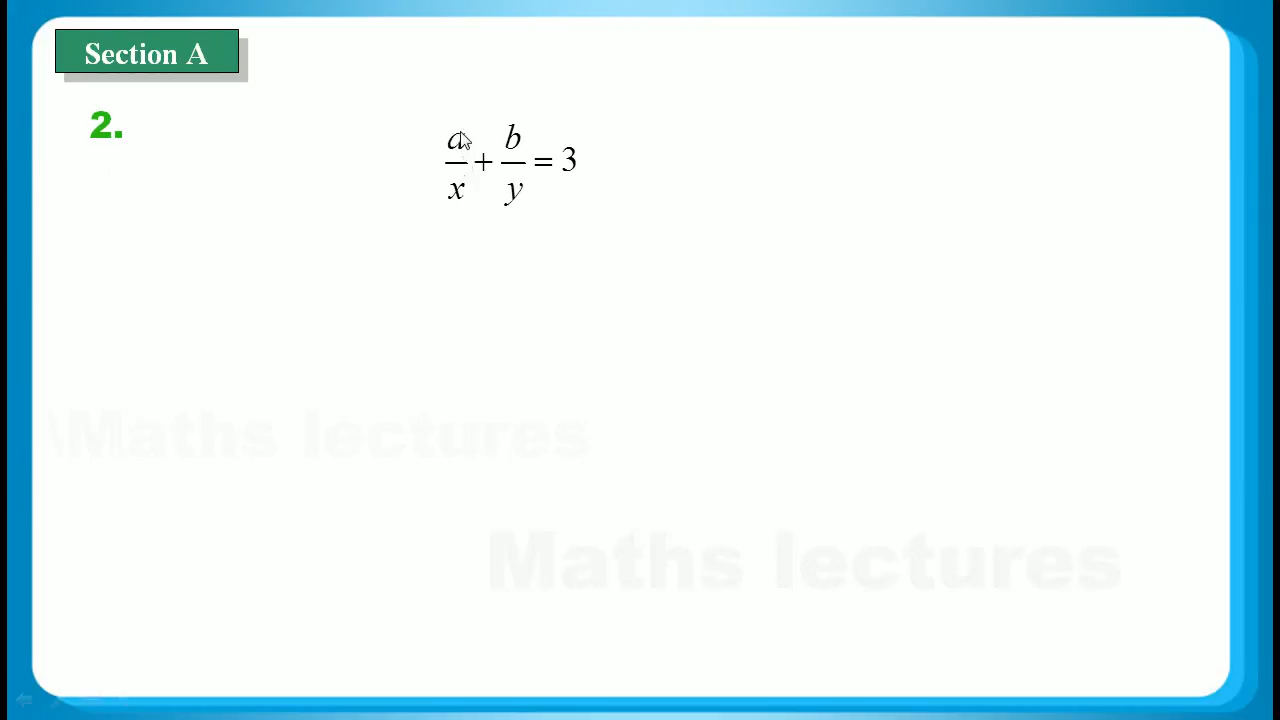 Section A
2.
a/x + b/y = 3
\Maths lectures
Maths lectures